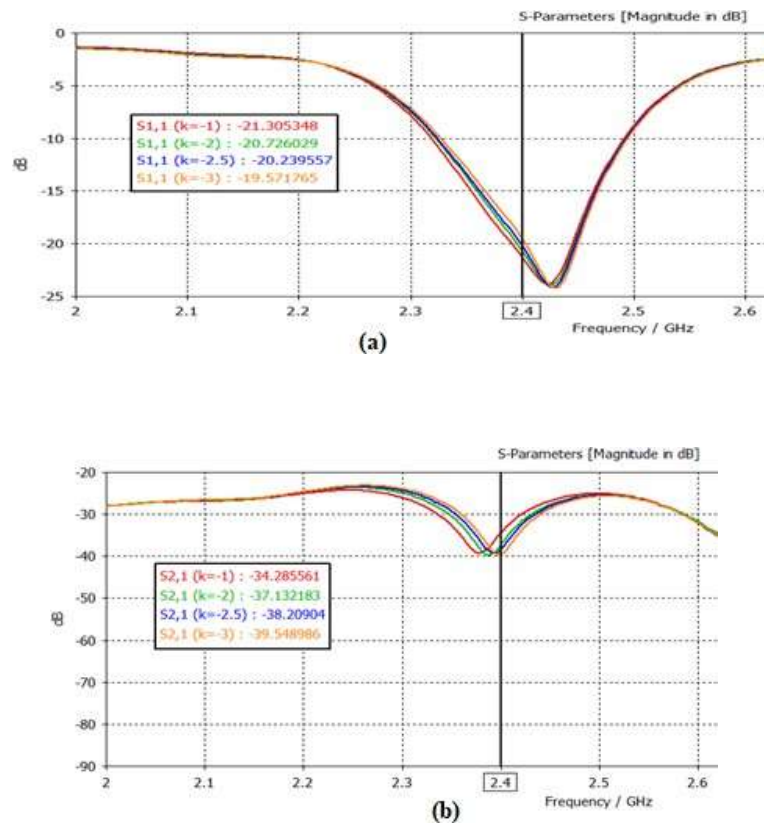 S-Parameters [Magnitude in dB]
0
-5
-10
-15
-20
-25
dB
S1,1 (k=-1) : -21.305348
S1,1 (k=-2) : -20.726029
S1,1 (k=-2.5) : -20.239557
S1,1 (k=-3) : -19.571765
2 2.1 2.2 2.3 2.4 2.5 2.6
Frequency / GHz
(a)
S-Parameters [Magnitude in dB]
-20
-30
-40
-50
-60
-70
-80
-90
dB
S2,1 (k=-1) : -34.285561
S2,1 (k=-2) : -37.132183
S2,1 (k=-2.5) : -38.20904
S2,1 (k=-3) : -39.548986
2 2.1 2.2 2.3 2.4 2.5 2.6
Frequency / GHz
(b)